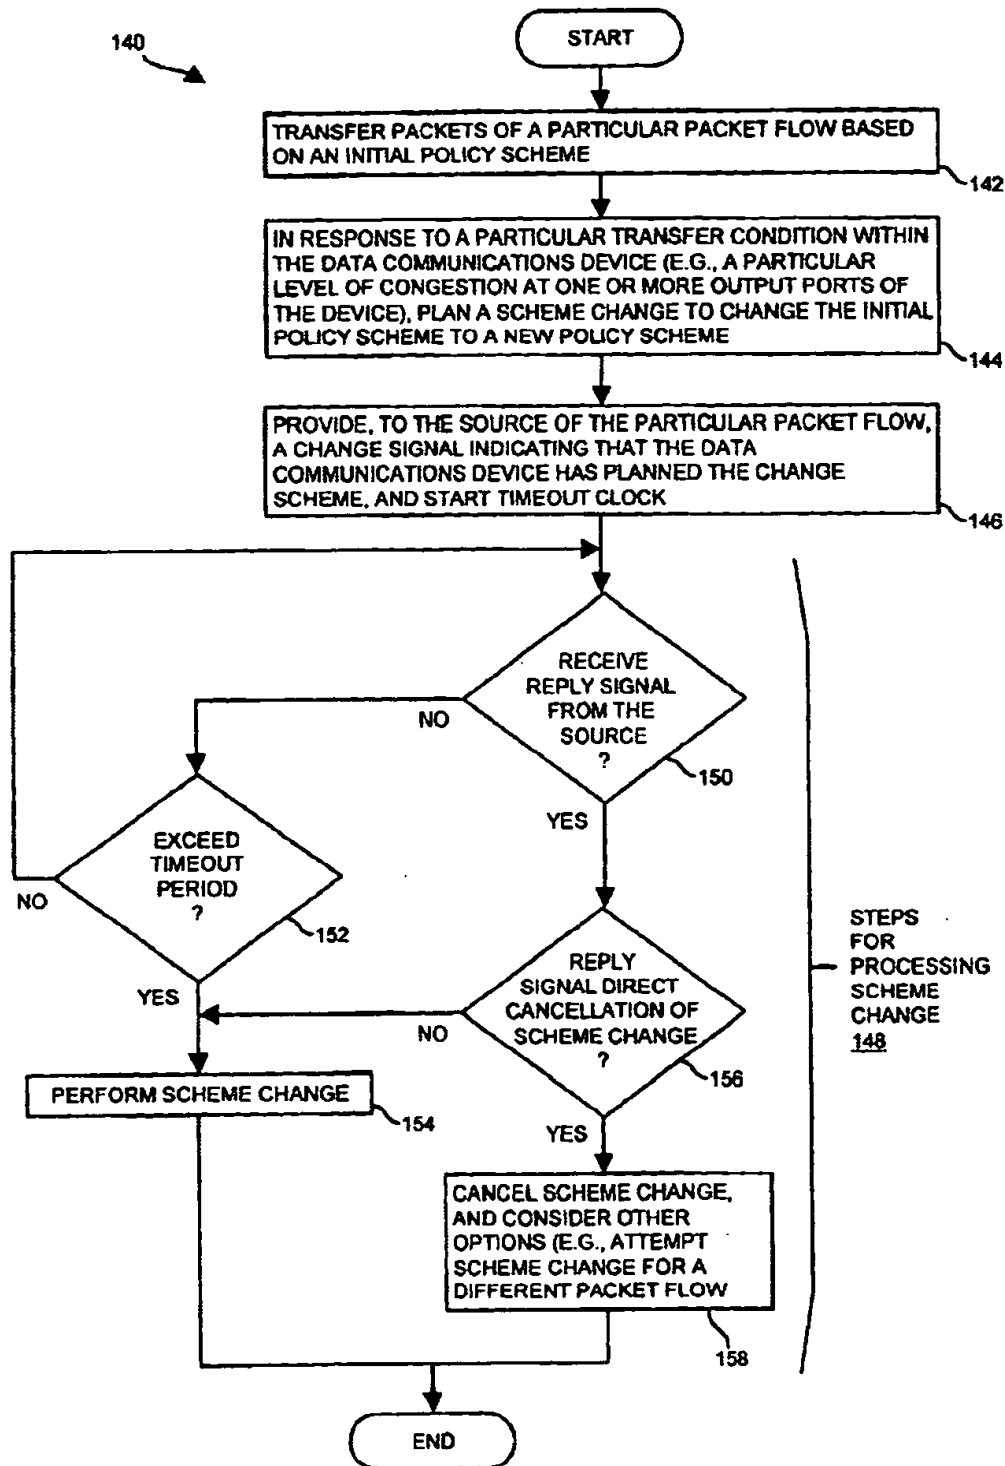 140
START
TRANSFER PACKETS OF A PARTICULAR PACKET FLOW BASED
ON AN INITIAL POLICY SCHEME
142
IN RESPONSE TO A PARTICULAR TRANSFER CONDITION WITHIN
THE DATA COMMUNICATIONS DEVICE (E.G., A PARTICULAR
LEVEL OF CONGESTION AT ONE OR MORE OUTPUT PORTS OF
THE DEVICE), PLAN A SCHEME CHANGE TO CHANGE THE INITIAL
POLICY SCHEME TO A NEW POLICY SCHEME
144
PROVIDE, TO THE SOURCE OF THE PARTICULAR PACKET FLOW,
A CHANGE SIGNAL INDICATING THAT THE DATA
COMMUNICATIONS DEVICE HAS PLANNED THE CHANGE
SCHEME, AND START TIMEOUT CLOCK
146
RECEIVE
REPLY SIGNAL
FROM THE
SOURCE
?
150
NO
YES
EXCEED
TIMEOUT
PERIOD
?
152
NO
YES
REPLY
SIGNAL DIRECT
CANCELLATION OF
SCHEME CHANGE
?
156
NO
YES
STEPS
FOR
PROCESSING
SCHEME
CHANGE
148
PERFORM SCHEME CHANGE
154
CANCEL SCHEME CHANGE,
AND CONSIDER OTHER
OPTIONS (E.G., ATTEMPT
SCHEME CHANGE FOR A
DIFFERENT PACKET FLOW
158
END